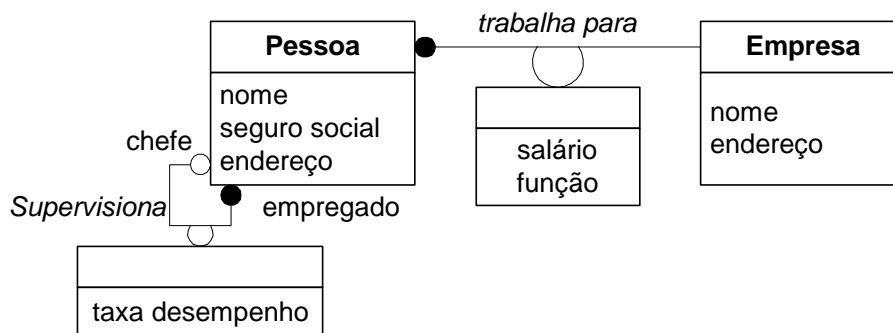 trabalha para
Pessoa
Empresa
nome
seguro social
endereço
nome
endereço
salário
função
chefe
Supervisiona
empregado
taxa desempenho